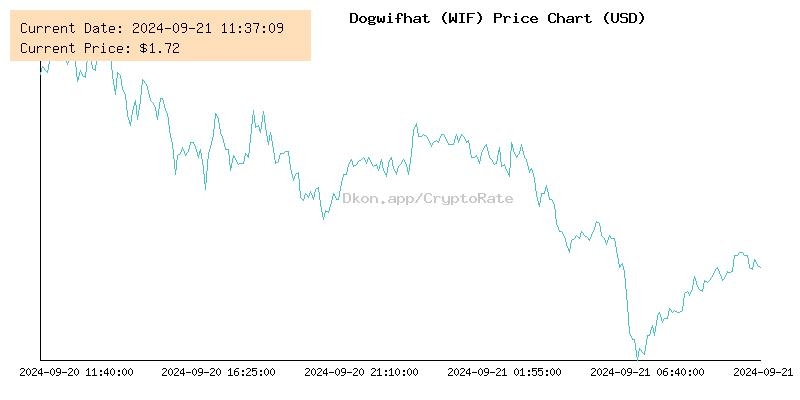 Dogwifhat (WIF) Price Chart (USD)
Current Date: 2024-09-21 11:37:09
Current Price: $1.72
Dkon.app/CryptoRate
2024-09-20 11:40:00 2024-09-20 16:25:00 2024-09-20 21:10:00 2024-09-21 01:55:00 2024-09-21 06:40:00 2024-09-21